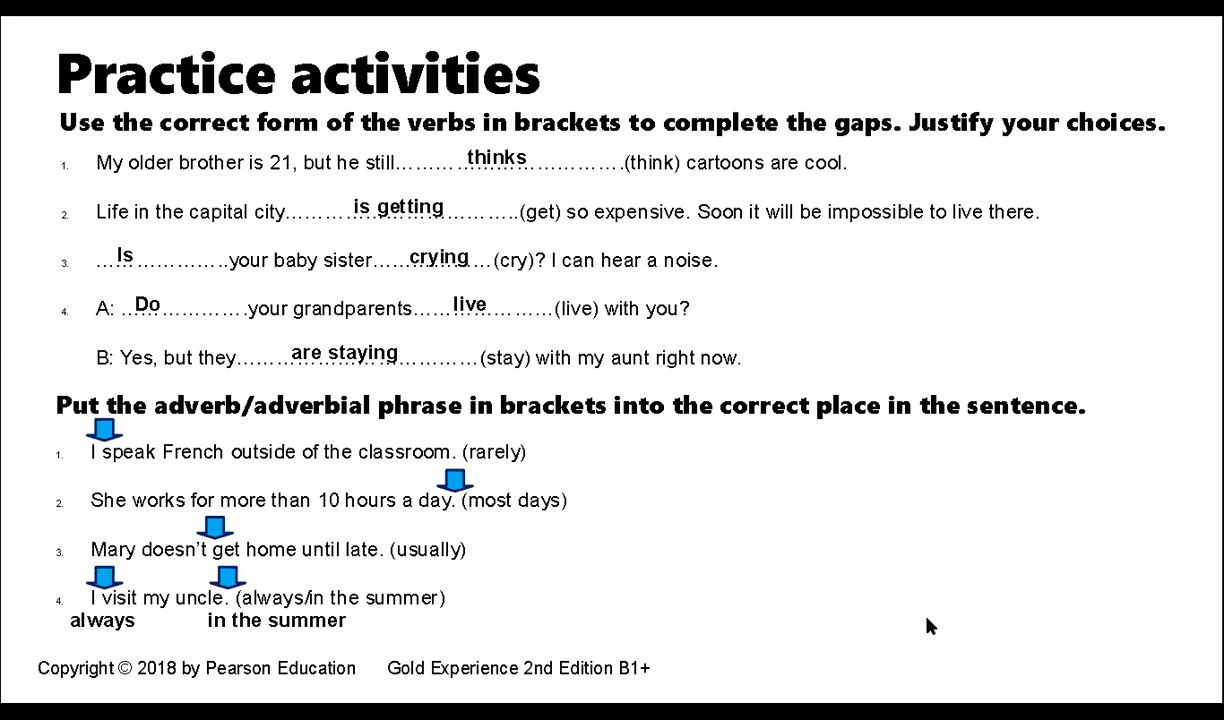 Practice activities
Use the correct form of the verbs in brackets to complete the gaps. Justify your choices.
1. My older brother is 21, but he still………thinks……………….(think) cartoons are cool.
2. Life in the capital city………is getting………..(get) so expensive. Soon it will be impossible to live there.
3. …Is…………..your baby sister……crying….(cry)? I can hear a noise.
4. A: …Do………….your grandparents……live………(live) with you?
B: Yes, but they………are staying…………(stay) with my aunt right now.
Put the adverb/adverbial phrase in brackets into the correct place in the sentence.
1. I speak French outside of the classroom. (rarely)
2. She works for more than 10 hours a day. (most days)
3. Mary doesn't get home until late. (usually)
4. I visit my uncle. (always/in the summer)
always in the summer
Copyright © 2018 by Pearson Education Gold Experience 2nd Edition B1+